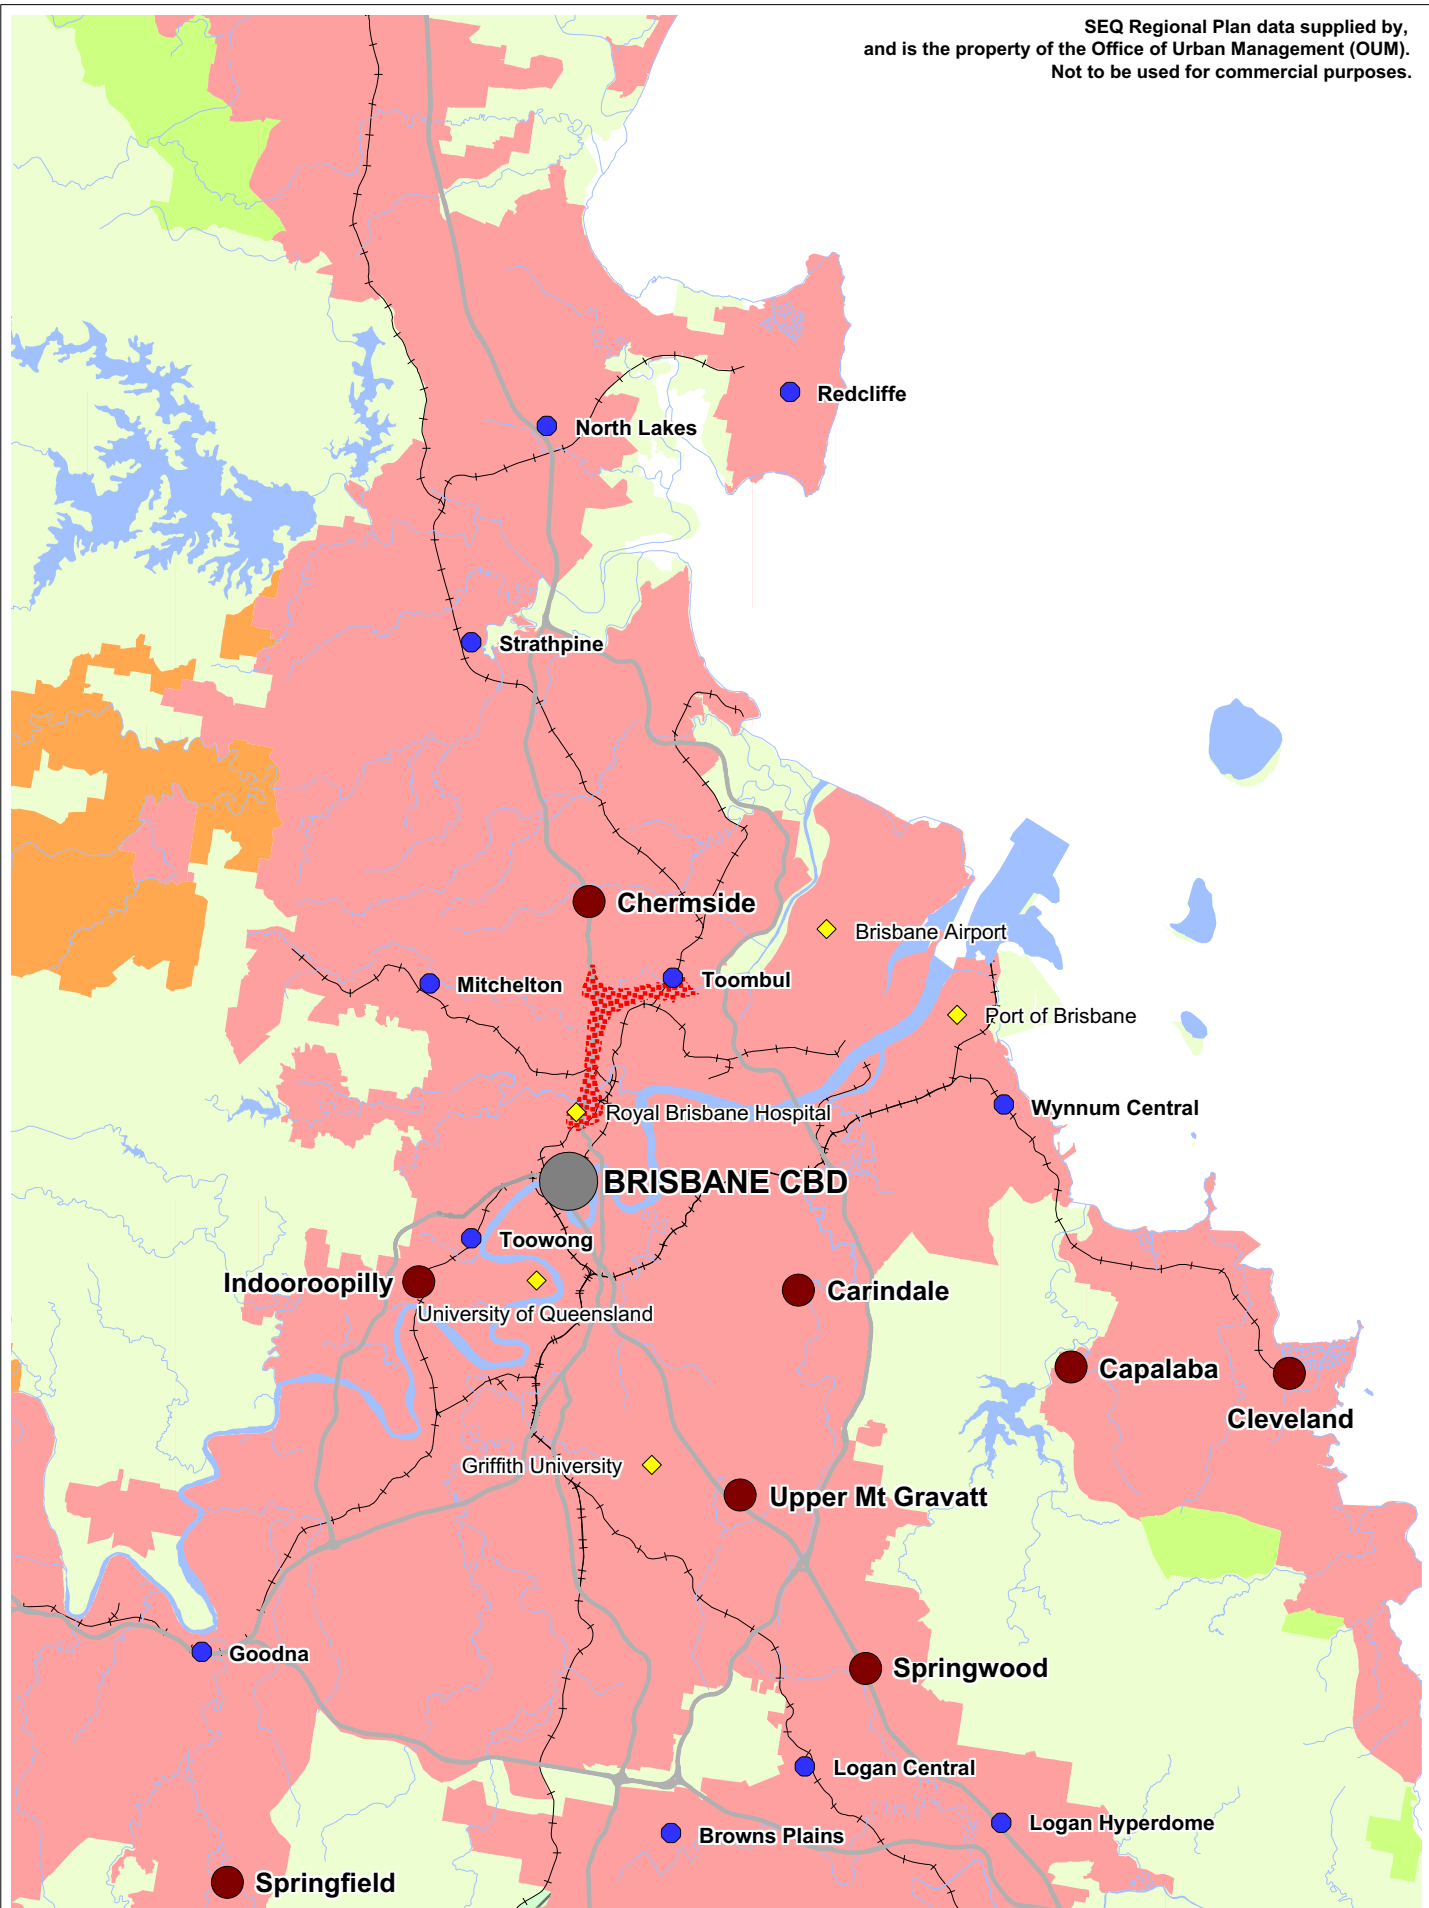 SEQ Regional Plan data supplied by,
and is the property of the Office of Urban Management (OUM).
Not to be used for commercial purposes.
Redcliffe
North Lakes
Strathpine
Chermside
Brisbane Airport
Mitchelton
Toombul
Port of Brisbane
Royal Brisbane Hospital
Wynnum Central
BRISBANE CBD
Toowong
Indooroopilly
Carindale
University of Queensland
Capalaba
Cleveland
Griffith University
Upper Mt Gravatt
Goodna
Springwood
Logan Central
Logan Hyperdome
Browns Plains
Springfield